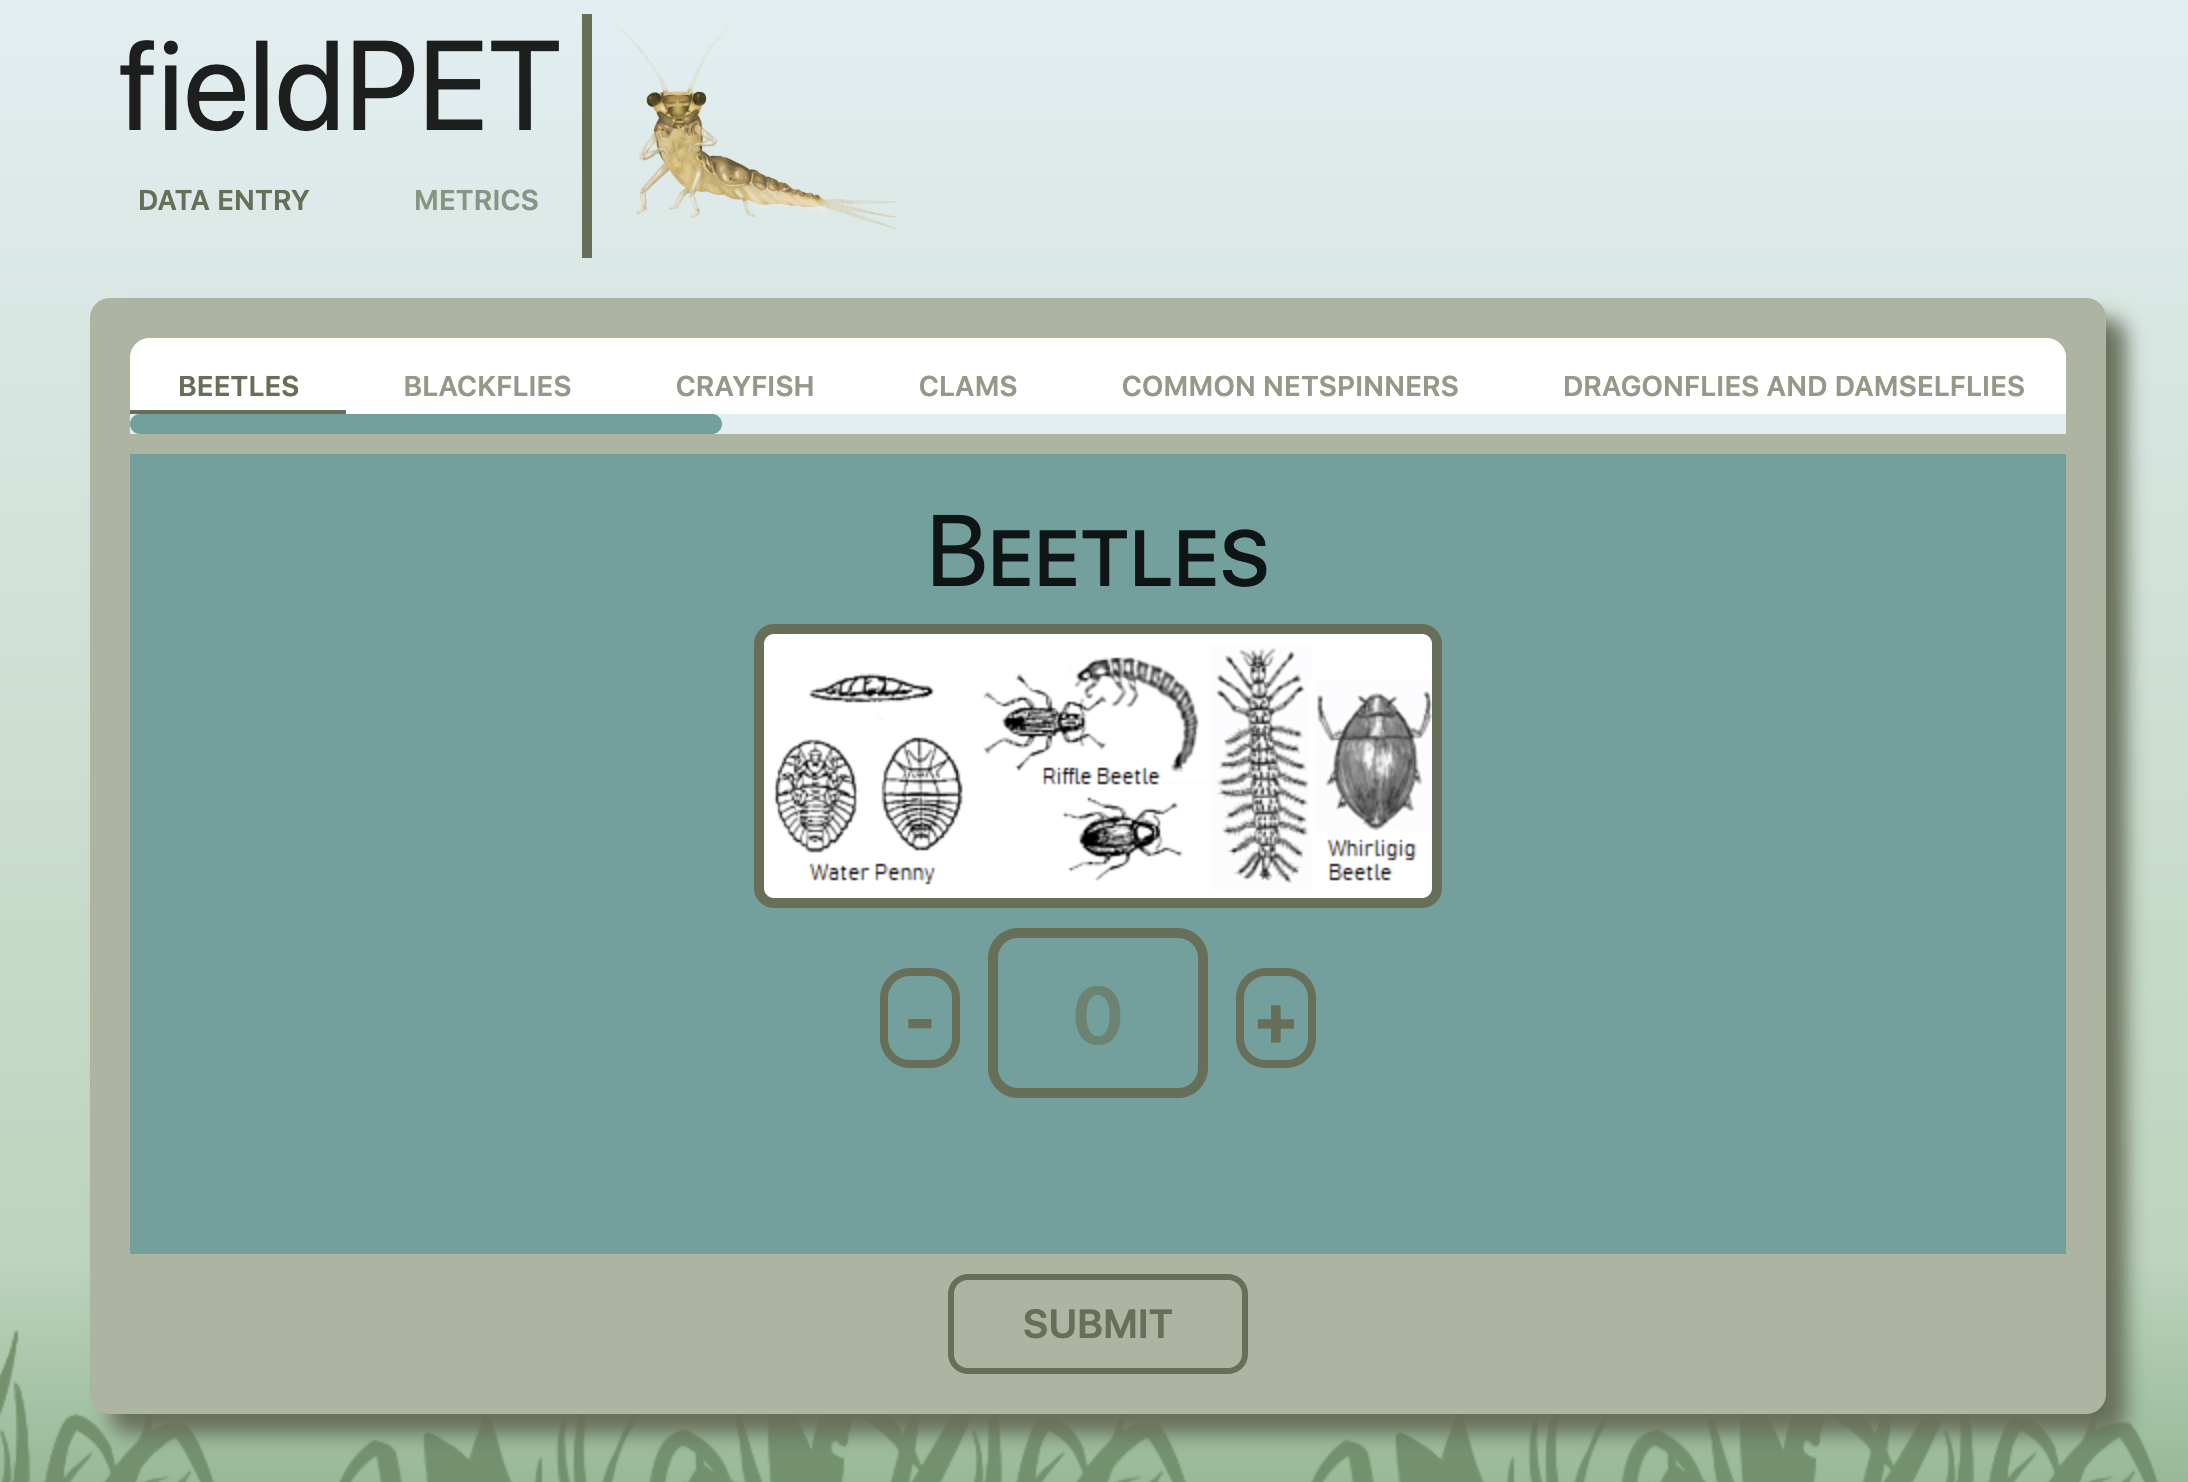 fieldPET
DATA ENTRY METRICS
BEETLES BLACKFLIES CRAYFISH CLAMS COMMON NETSPINNERS DRAGONFLIES AND DAMSELFLIES
BEETLES
Riffle Beetle
Water Penny
Whirligig
Beetle
- 0 +
SUBMIT